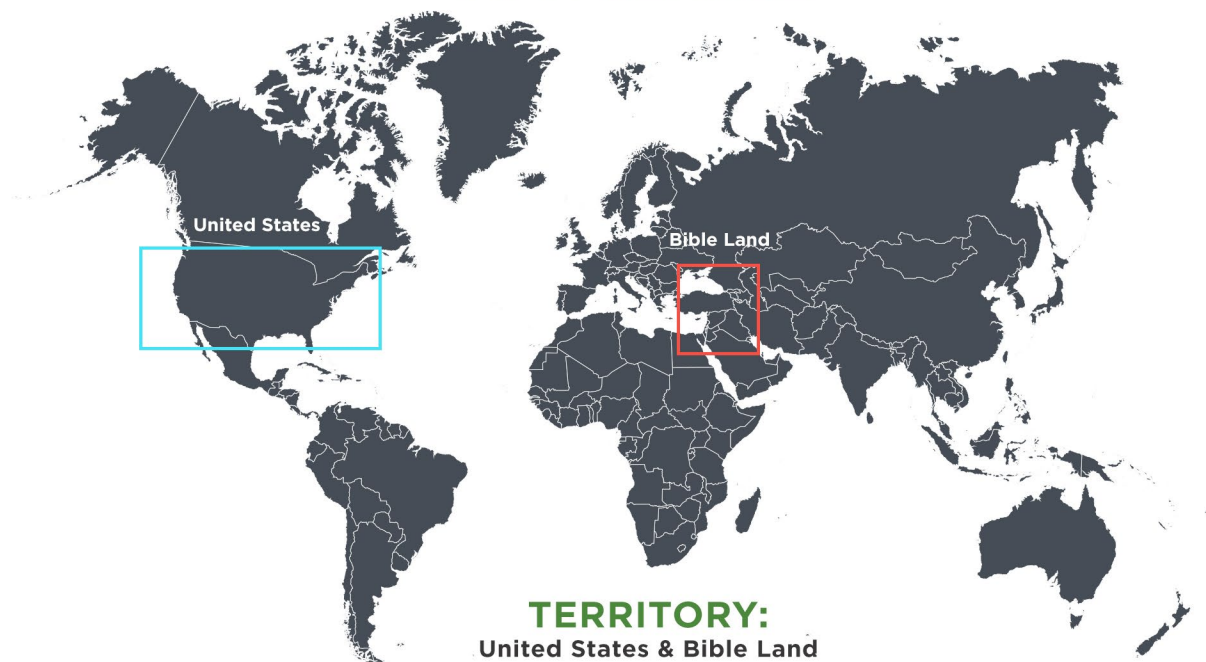 United States
Bible Land
TERRITORY:
United States & Bible Land